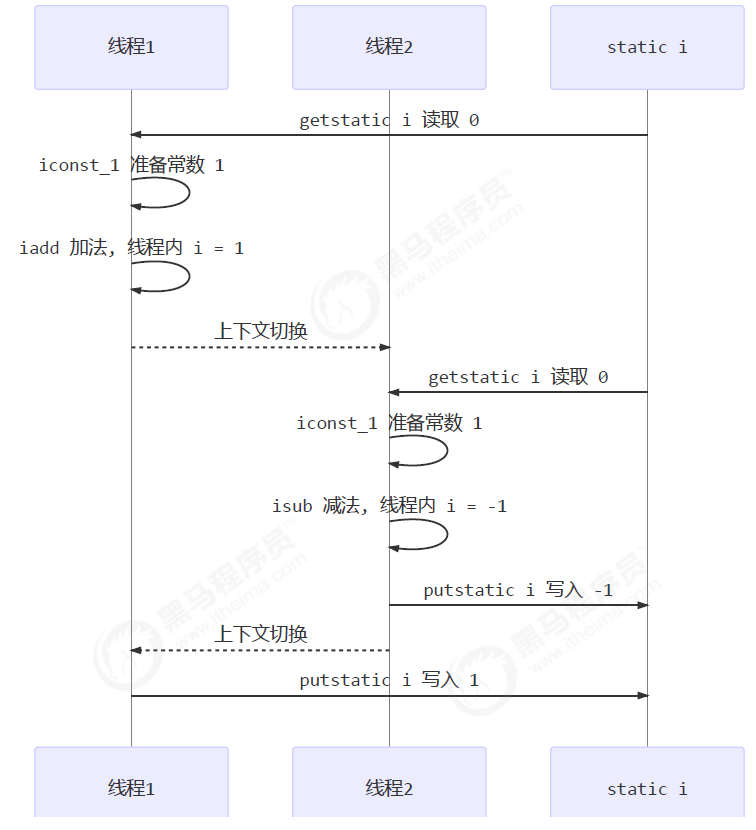 线程1
线程2
static i
getstatic i 读取 0
iconst_1 准备常数 1
iadd 加法, 线程内 i = 1
黑马程序员
www.itheima.com
上下文切换
getstatic i 读取 0
iconst_1 准备常数 1
isub 减法, 线程内 i = -1
黑马程序员
www.itheima.com
putstatic i 写入 -1
黑马程序员
www.itheima.com
上下文切换
putstatic i 写入 1
线程1
线程2
static i